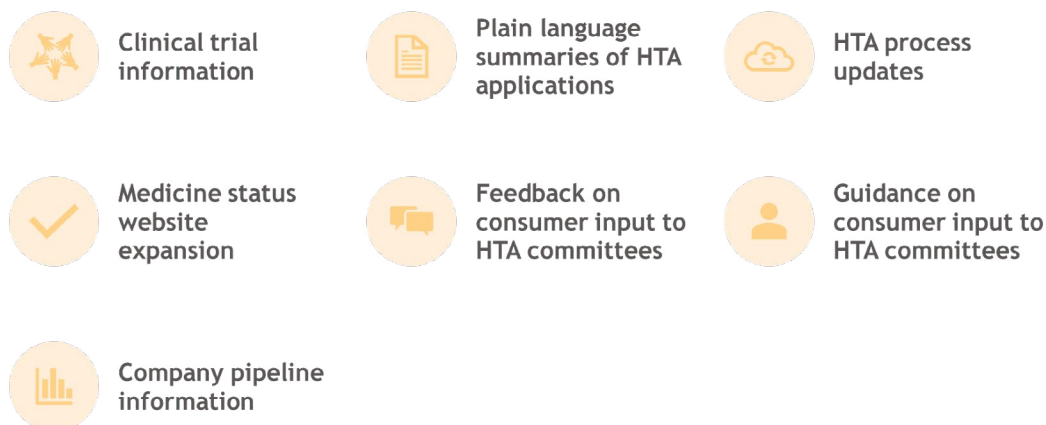 Clinical trial
information
Plain language
summaries of HTA
applications
HTA process
updates
Medicine status
website
expansion
Feedback on
consumer input to
HTA committees
Guidance on
consumer input to
HTA committees
Company pipeline
information